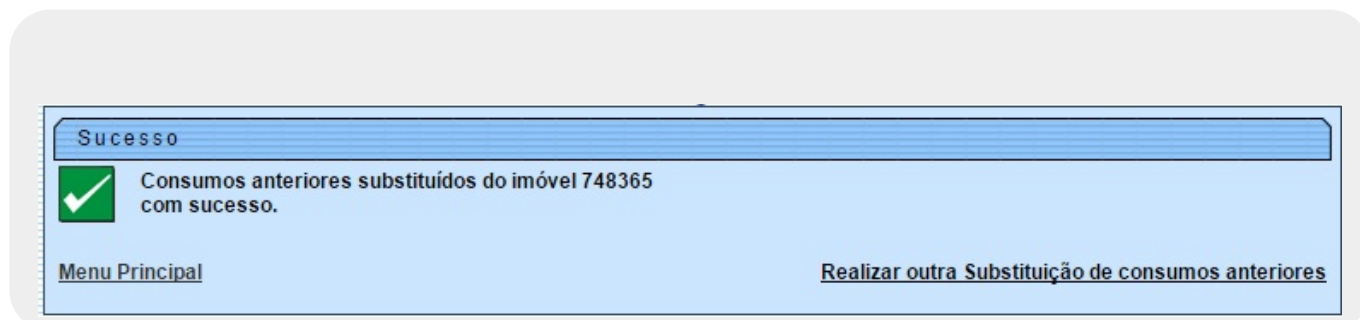 Sucesso
Consumos anteriores substituídos do imóvel 748365
com sucesso.
Menu Principal
Realizar outra Substituição de consumos anteriores